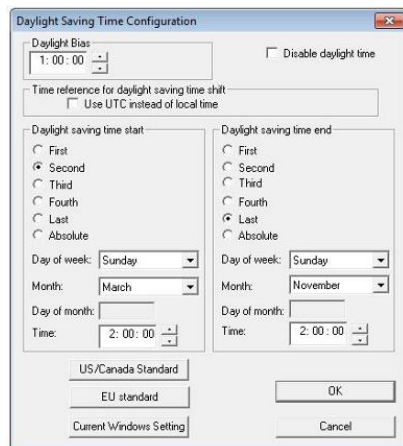 Daylight Saving Time Configuration
Daylight Bias
1: 00: 00
Disable daylight time
Time reference for daylight saving time shift
Use UTC instead of local time
Daylight saving time start
First
Second
Third
Fourth
Last
Absolute
Day of week: Sunday
Month: March
Day of month:
Time: 2: 00: 00
Daylight saving time end
First
Second
Third
Fourth
Last
Absolute
Day of week: Sunday
Month: November
Day of month:
Time: 2: 00: 00
US/Canada Standard
EU standard
Current Windows Setting
OK
Cancel